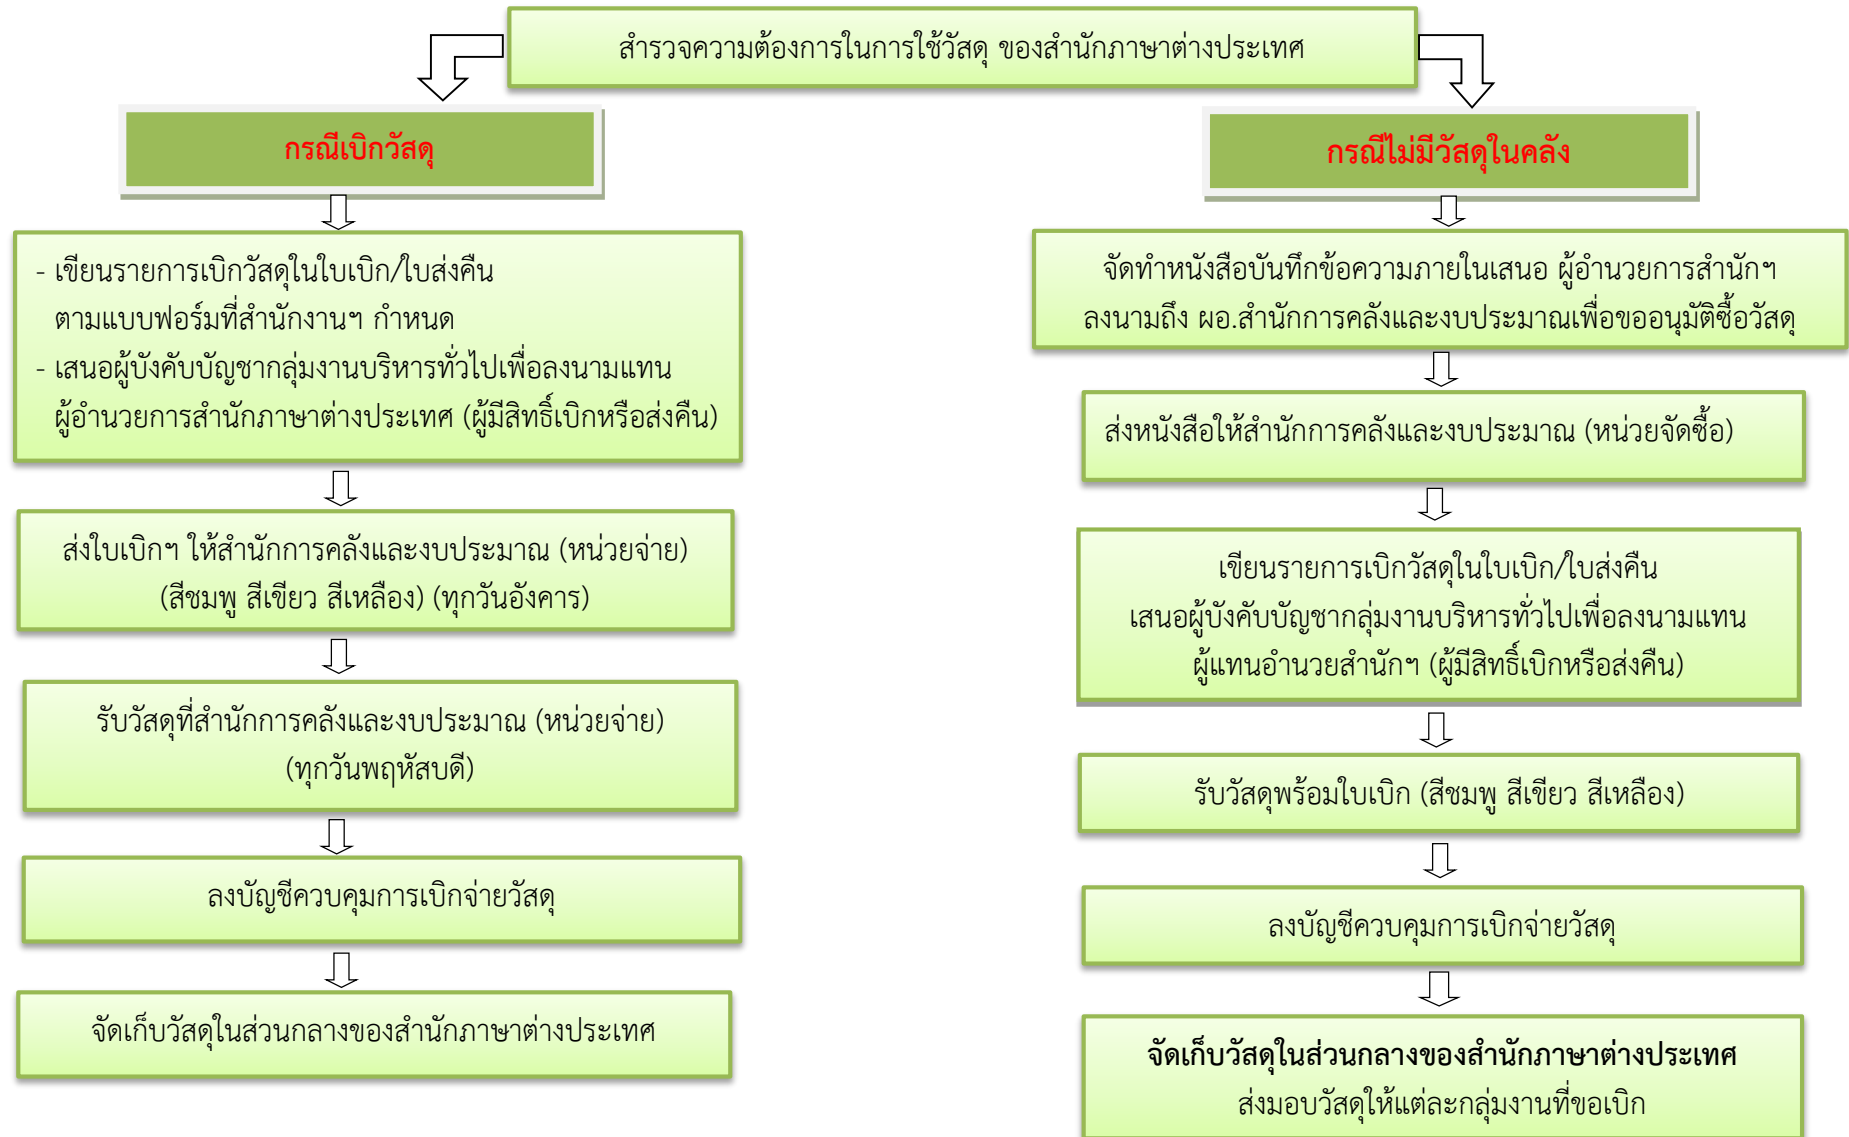 สำรวจความต้องการในการใช้วัสดุ ของสำนักภาษาต่างประเทศ
กรณีเบิกวัสดุ
- เขียนรายการเบิกวัสดุในใบเบิก/ใบส่งคืน
ตามแบบฟอร์มที่สำนักงานฯ กำหนด
- เสนอผู้บังคับบัญชากลุ่มงานบริหารทั่วไปเพื่อลงนามแทน
ผู้อำนวยการสำนักภาษาต่างประเทศ (ผู้มีสิทธิ์เบิกหรือส่งคืน)
ส่งใบเบิกฯ ให้สำนักการคลังและงบประมาณ (หน่วยจ่าย)
(สีชมพู สีเขียว สีเหลือง) (ทุกวันอังคาร)
รับวัสดุที่สำนักการคลังและงบประมาณ (หน่วยจ่าย)
(ทุกวันพฤหัสบดี)
ลงบัญชีควบคุมการเบิกจ่ายวัสดุ
จัดเก็บวัสดุในส่วนกลางของสำนักภาษาต่างประเทศ
กรณีไม่มีวัสดุในคลัง
จัดทำหนังสือบันทึกข้อความภายในเสนอ ผู้อำนวยการสำนักฯ
ลงนามถึง ผอ.สำนักการคลังและงบประมาณเพื่อขออนุมัติซื้อวัสดุ
ส่งหนังสือให้สำนักการคลังและงบประมาณ (หน่วยจัดซื้อ)
เขียนรายการเบิกวัสดุในใบเบิก/ใบส่งคืน
เสนอผู้บังคับบัญชากลุ่มงานบริหารทั่วไปเพื่อลงนามแทน
ผู้แทนอำนวยสำนักฯ (ผู้มีสิทธิ์เบิกหรือส่งคืน)
รับวัสดุพร้อมใบเบิก (สีชมพู สีเขียว สีเหลือง)
ลงบัญชีควบคุมการเบิกจ่ายวัสดุ
จัดเก็บวัสดุในส่วนกลางของสำนักภาษาต่างประเทศ
ส่งมอบวัสดุให้แต่ละกลุ่มงานที่ขอเบิก